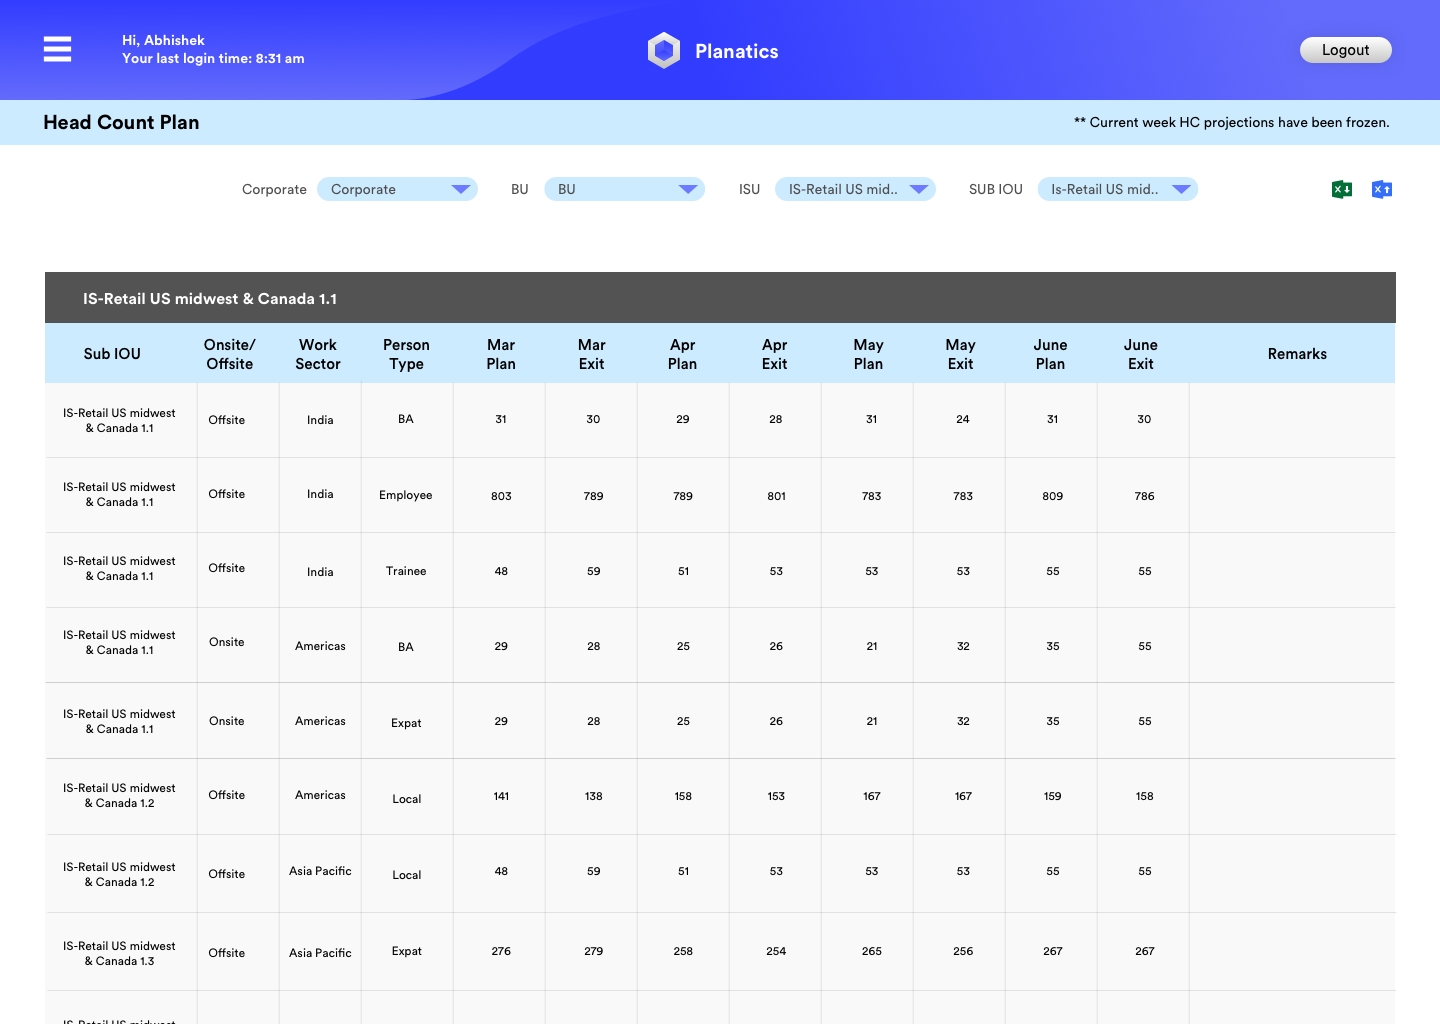 Hi, Abhishek
Your last login time: 8:31 am
Planatics
Logout
Head Count Plan
** Current week HC projections have been frozen.
Corporate Corporate BU BU ISU IS-Retail US mid.. SUB IOU Is-Retail US mid..
IS-Retail US midwest & Canada 1.1
Sub IOU Onsite/ Offsite Work Sector Person Type Mar Plan Mar Exit Apr Plan Apr Exit May Plan May Exit June Plan June Exit Remarks
IS-Retail US midwest & Canada 1.1 Offsite India BA 31 30 29 28 31 24 31 30
IS-Retail US midwest & Canada 1.1 Offsite India Employee 803 789 789 801 783 783 809 786
IS-Retail US midwest & Canada 1.1 Offsite India Trainee 48 59 51 53 53 53 55 55
IS-Retail US midwest & Canada 1.1 Onsite Americas BA 29 28 25 26 21 32 35 55
IS-Retail US midwest & Canada 1.1 Onsite Americas Expat 29 28 25 26 21 32 35 55
IS-Retail US midwest & Canada 1.2 Offsite Americas Local 141 138 158 153 167 167 159 158
IS-Retail US midwest & Canada 1.2 Offsite Asia Pacific Local 48 59 51 53 53 53 55 55
IS-Retail US midwest & Canada 1.3 Offsite Asia Pacific Expat 276 279 258 254 265 256 267 267